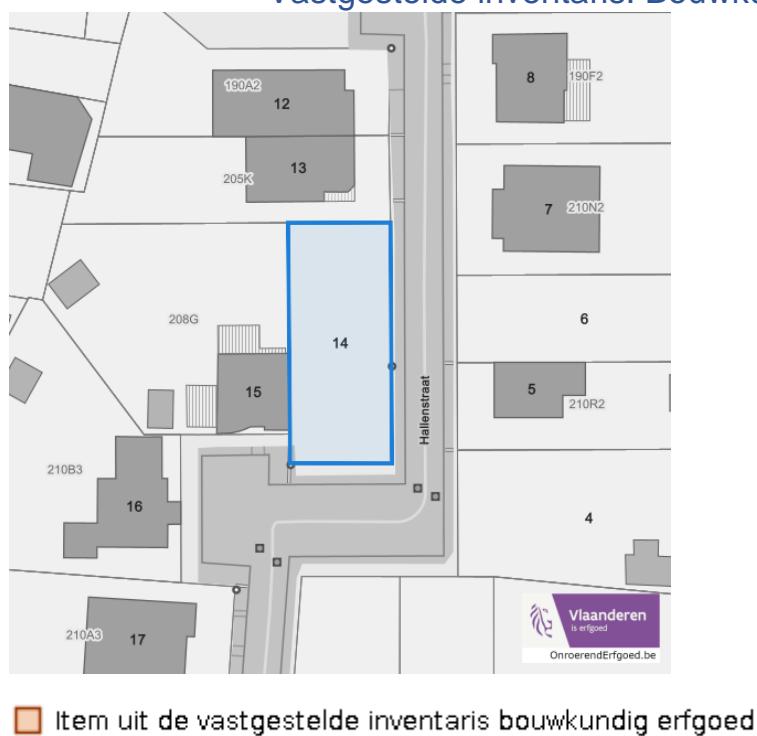 Vastgestelde inventaris: Bouwku
190A2
12
8
190F2
13
205K
7
210N2
208G
6
14
15
5
210R2
Hallenstraat
210B3
16
4
210A3
17
Vlaanderen
is erfgoed
OnroerendErfgoed.be
Item uit de vastgestelde inventaris bouwkundig erfgoed